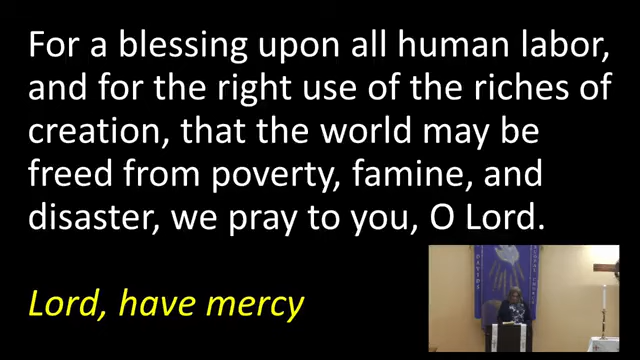 For a blessing upon all human labor,
and for the right use of the riches of
creation, that the world may be
freed from poverty, famine, and
disaster, we pray to you, O Lord.
Lord, have mercy